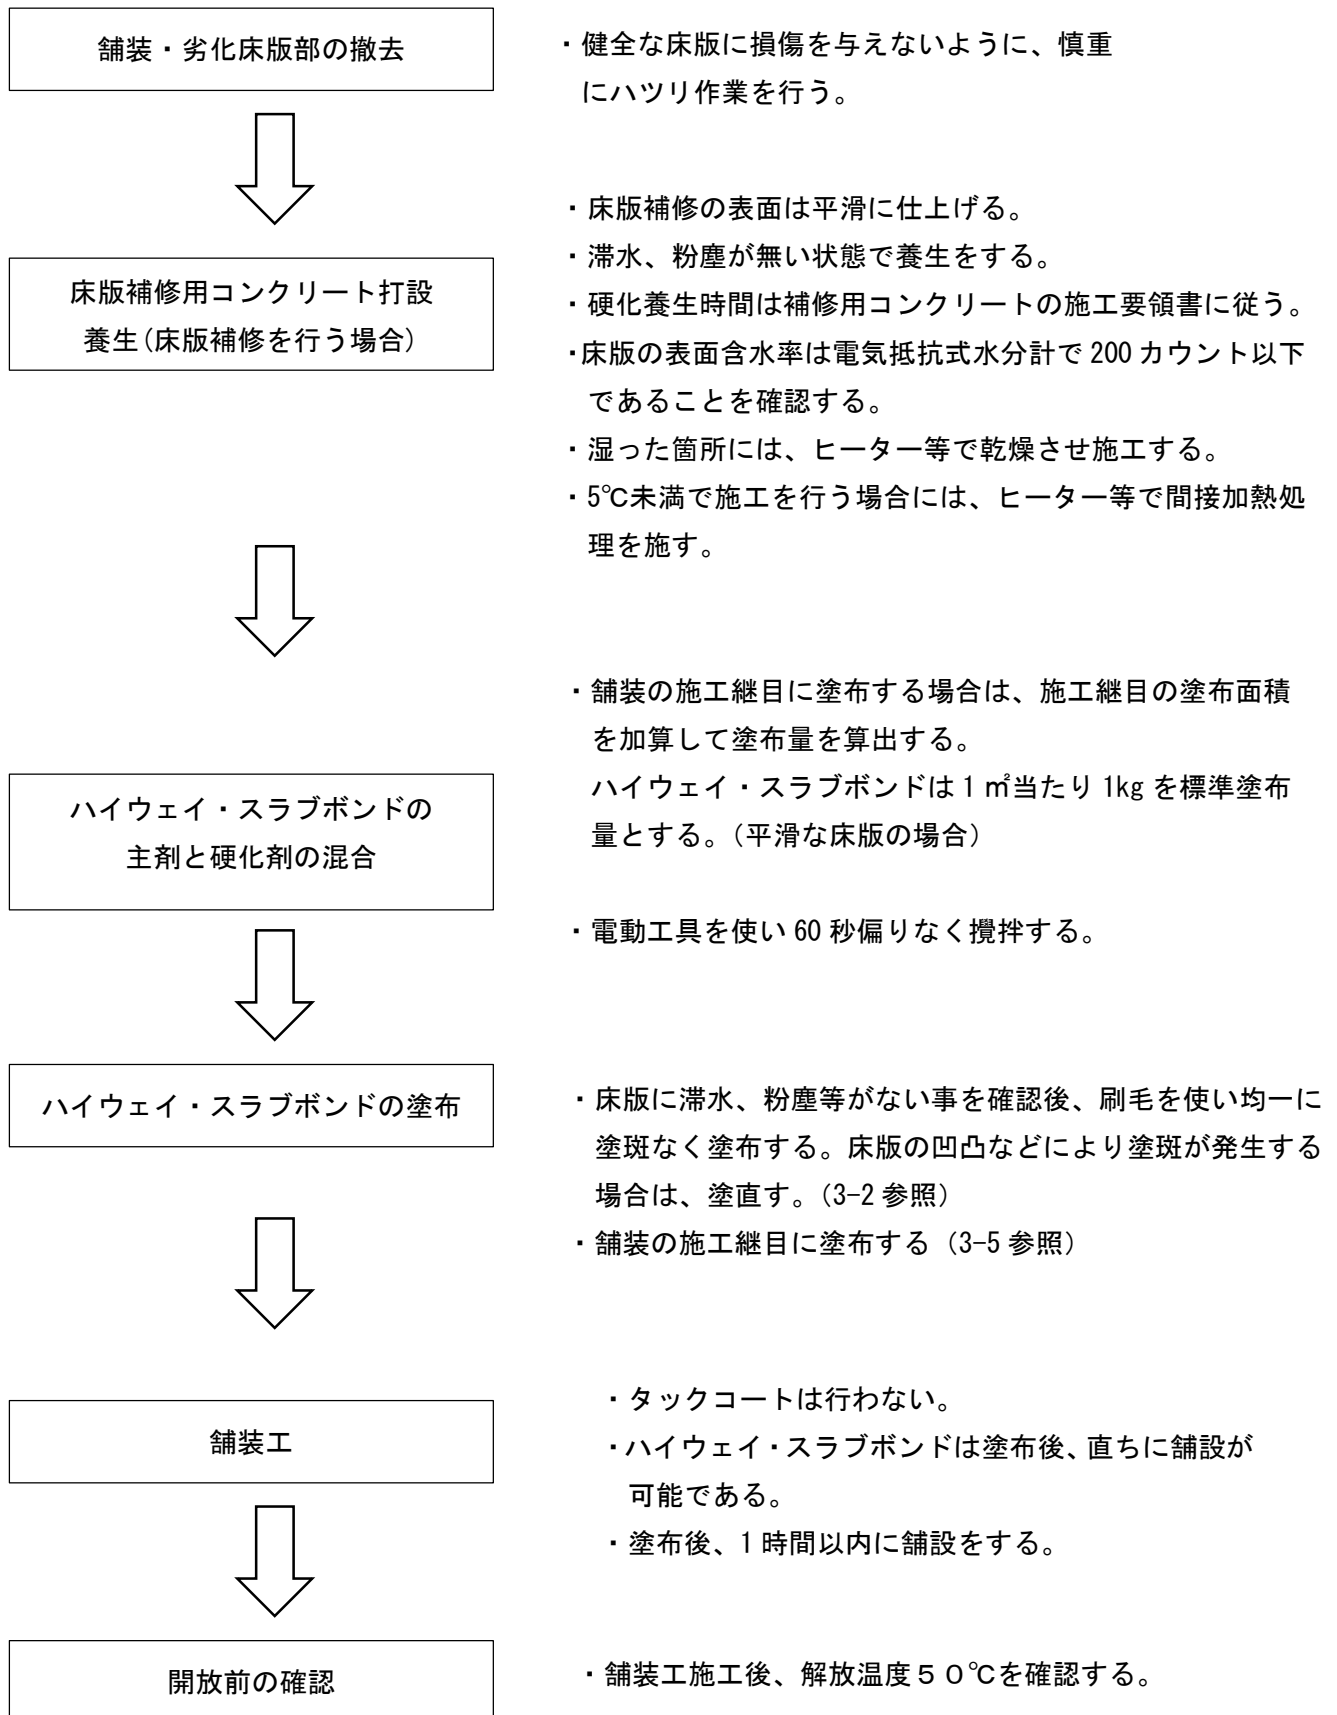 舗装・劣化床版部の撤去
・健全な床版に損傷を与えないように、慎重
にハツリ作業を行う。
床版補修用コンクリート打設
養生(床版補修を行う場合)
・床版補修の表面は平滑に仕上げる。
・滞水、粉塵が無い状態で養生をする。
・硬化養生時間は補修用コンクリートの施工要領書に従う。
・床版の表面含水率は電気抵抗式水分計で 200 カウント以下
であることを確認する。
・湿った箇所には、ヒーター等で乾燥させ施工する。
・5℃未満で施工を行う場合には、ヒーター等で間接加熱処
理を施す。
ハイウェイ・スラブボンドの
主剤と硬化剤の混合
・舗装の施工継目に塗布する場合は、施工継目の塗布面積
を加算して塗布量を算出する。
ハイウェイ・スラブボンドは 1 ㎡当たり 1kg を標準塗布
量とする。(平滑な床版の場合)
・電動工具を使い 60 秒偏りなく攪拌する。
ハイウェイ・スラブボンドの塗布
・床版に滞水、粉塵等がない事を確認後、刷毛を使い均一に
塗斑なく塗布する。床版の凹凸などにより塗斑が発生する
場合は、塗直す。(3-2 参照)
・舗装の施工継目に塗布する（3-5 参照）
舗装工
・タックコートは行わない。
・ハイウェイ・スラブボンドは塗布後、直ちに舗設が
可能である。
・塗布後、1 時間以内に舗設をする。
開放前の確認
・舗装工施工後、解放温度５０℃を確認する。